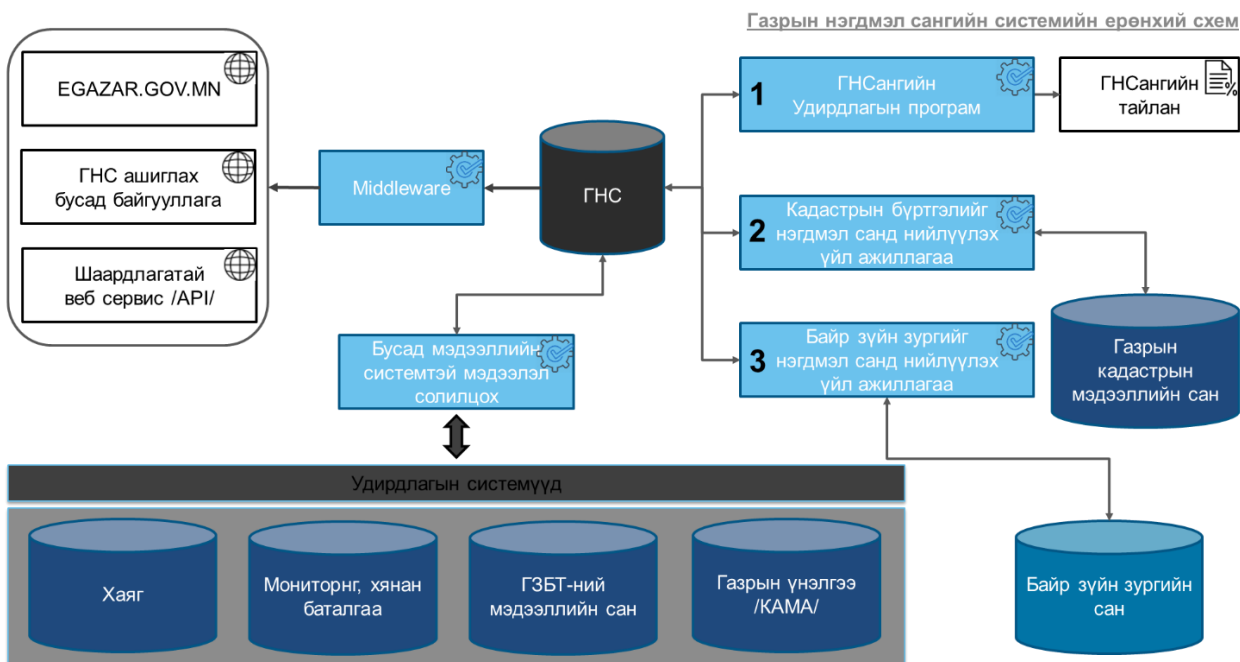 Газрын нэгдмэл сангийн системийн ерөнхий схем
EGAZAR.GOV.MN
ГНС ашиглах
бусад байгууллага
Шаардлагатай
веб сервис /API/
Middleware
ГНС
1
ГНСангийн
Удирдлагын програм
%
ГНСангийн
тайлан
2
Кадастрын бүртгэлийг
нэгдмэл санд нийлүүлэх
үйл ажиллагаа
3
Байр зүйн зургийг
нэгдмэл санд нийлүүлэх
үйл ажиллагаа
Газрын
кадастрын
мэдээллийн сан
Бусад мэдээллийн
системтэй мэдээлэл
солилцох
Удирдлагын системүүд
Хаяг
Мониторнг, хянан
баталгаа
ГЗБТ-ний
мэдээллийн сан
Газрын үнэлгээ
/КАМА/
Байр зүйн зургийн
сан